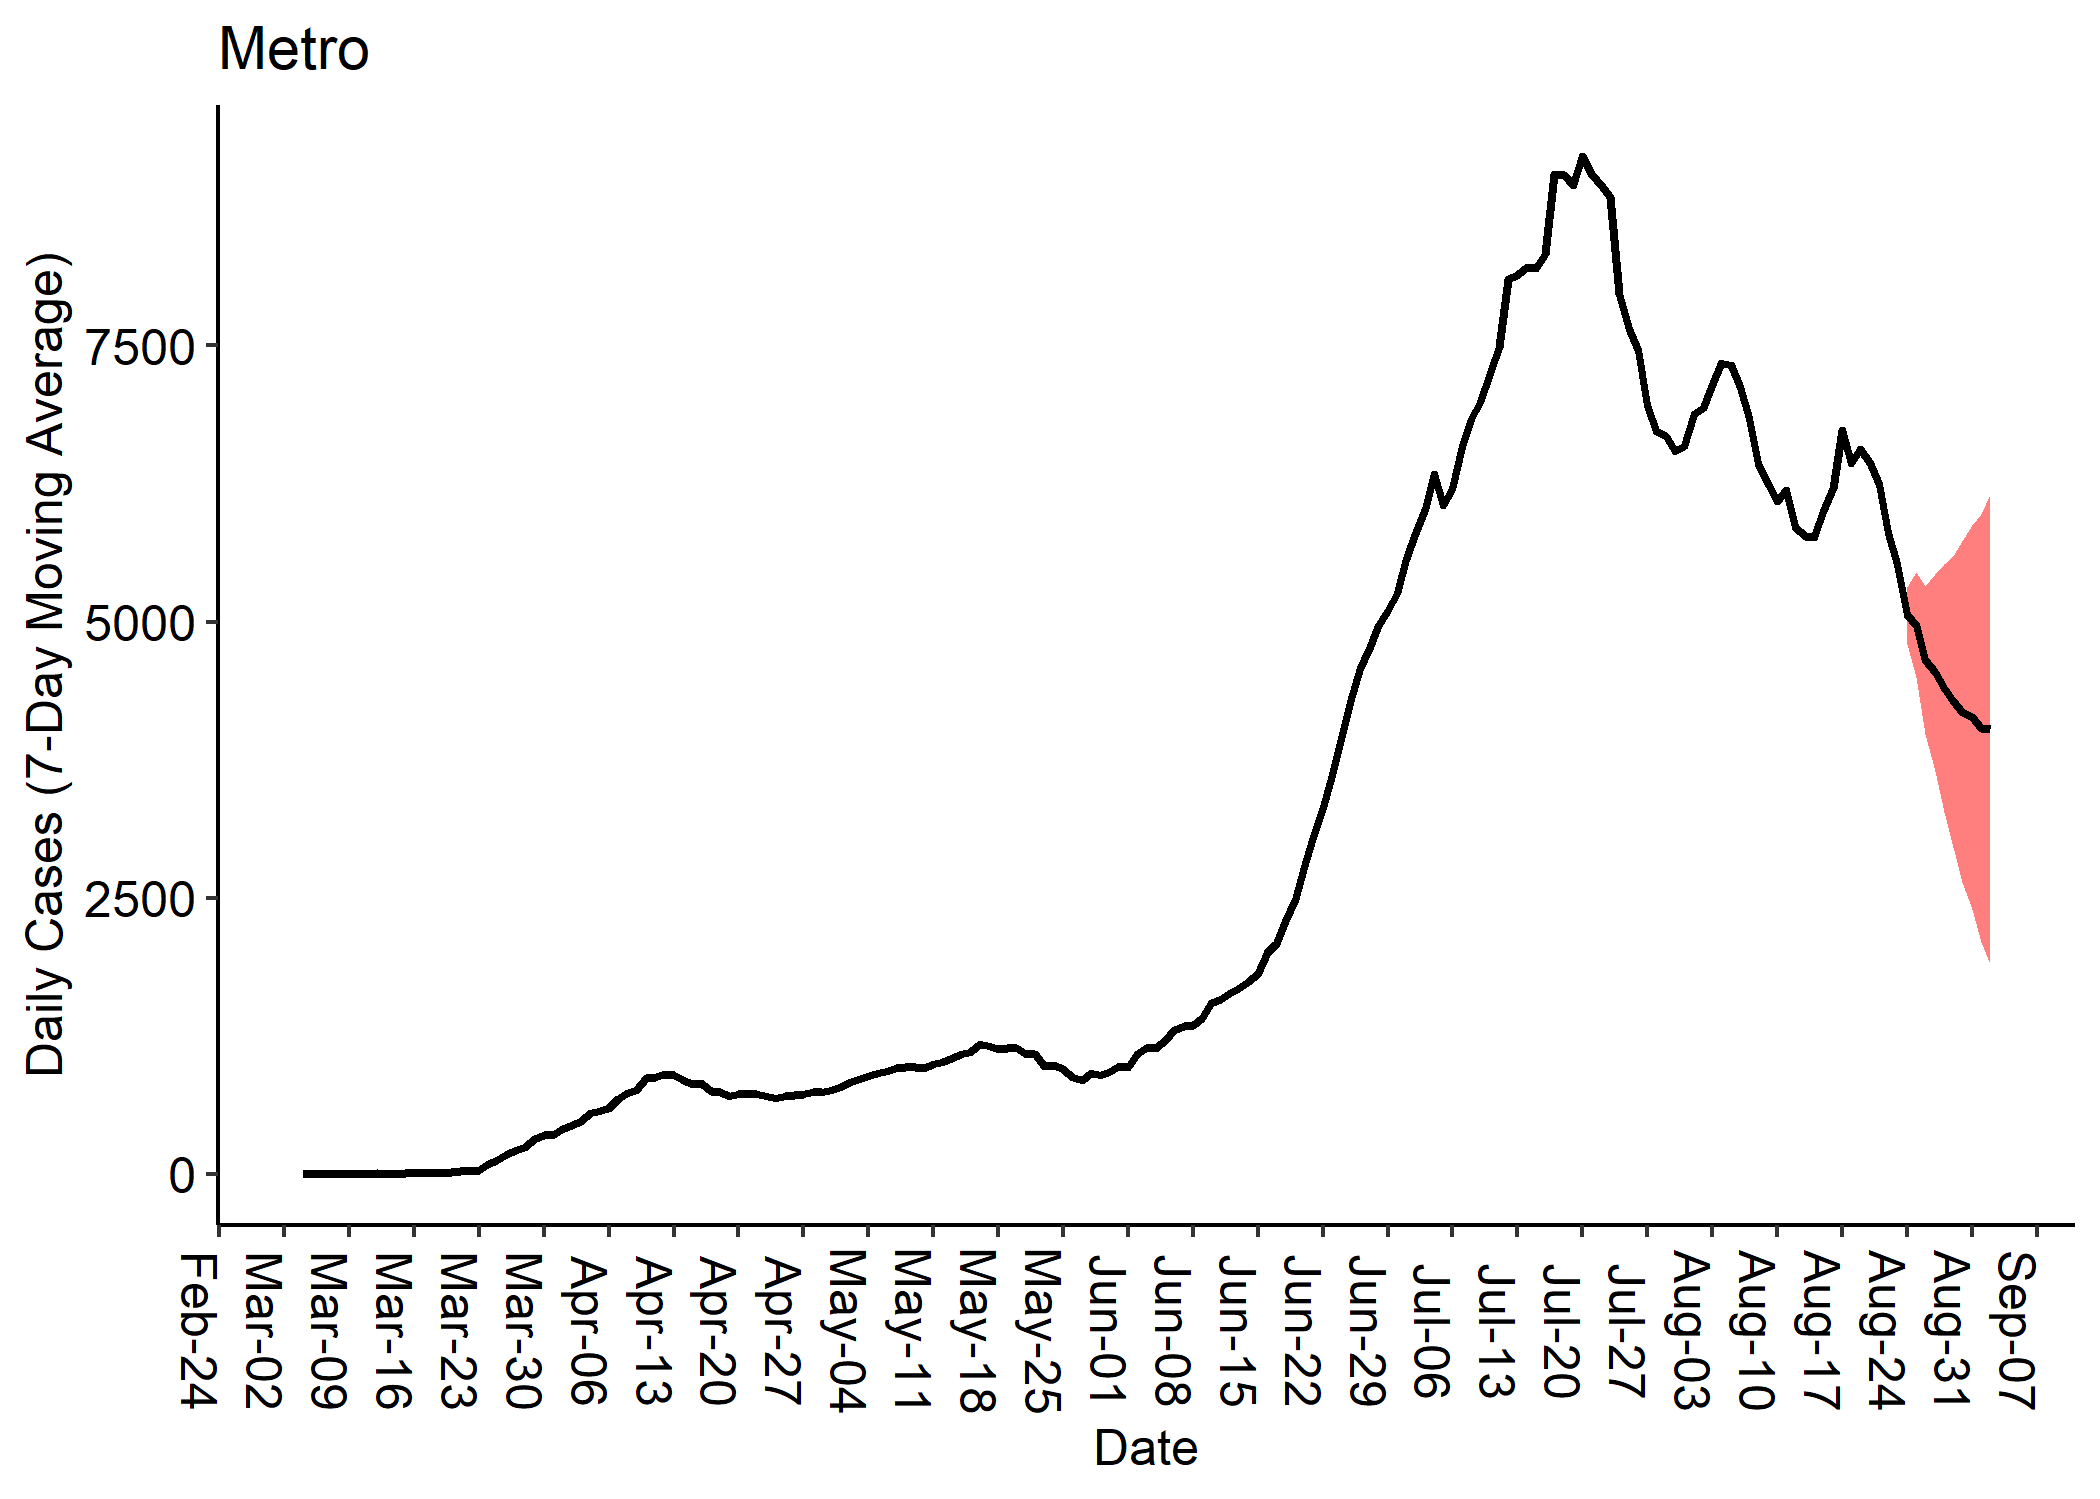 Metro
Daily Cases (7-Day Moving Average)
7500
5000
2500
0
Feb-24
Mar-02
Mar-09
Mar-16
Mar-23
Mar-30
Apr-06
Apr-13
Apr-20
Apr-27
May-04
May-11
May-18
May-25
Jun-01
Jun-08
Jun-15
Jun-22
Jun-29
Jul-06
Jul-13
Jul-20
Jul-27
Aug-03
Aug-10
Aug-17
Aug-24
Aug-31
Sep-07
Date